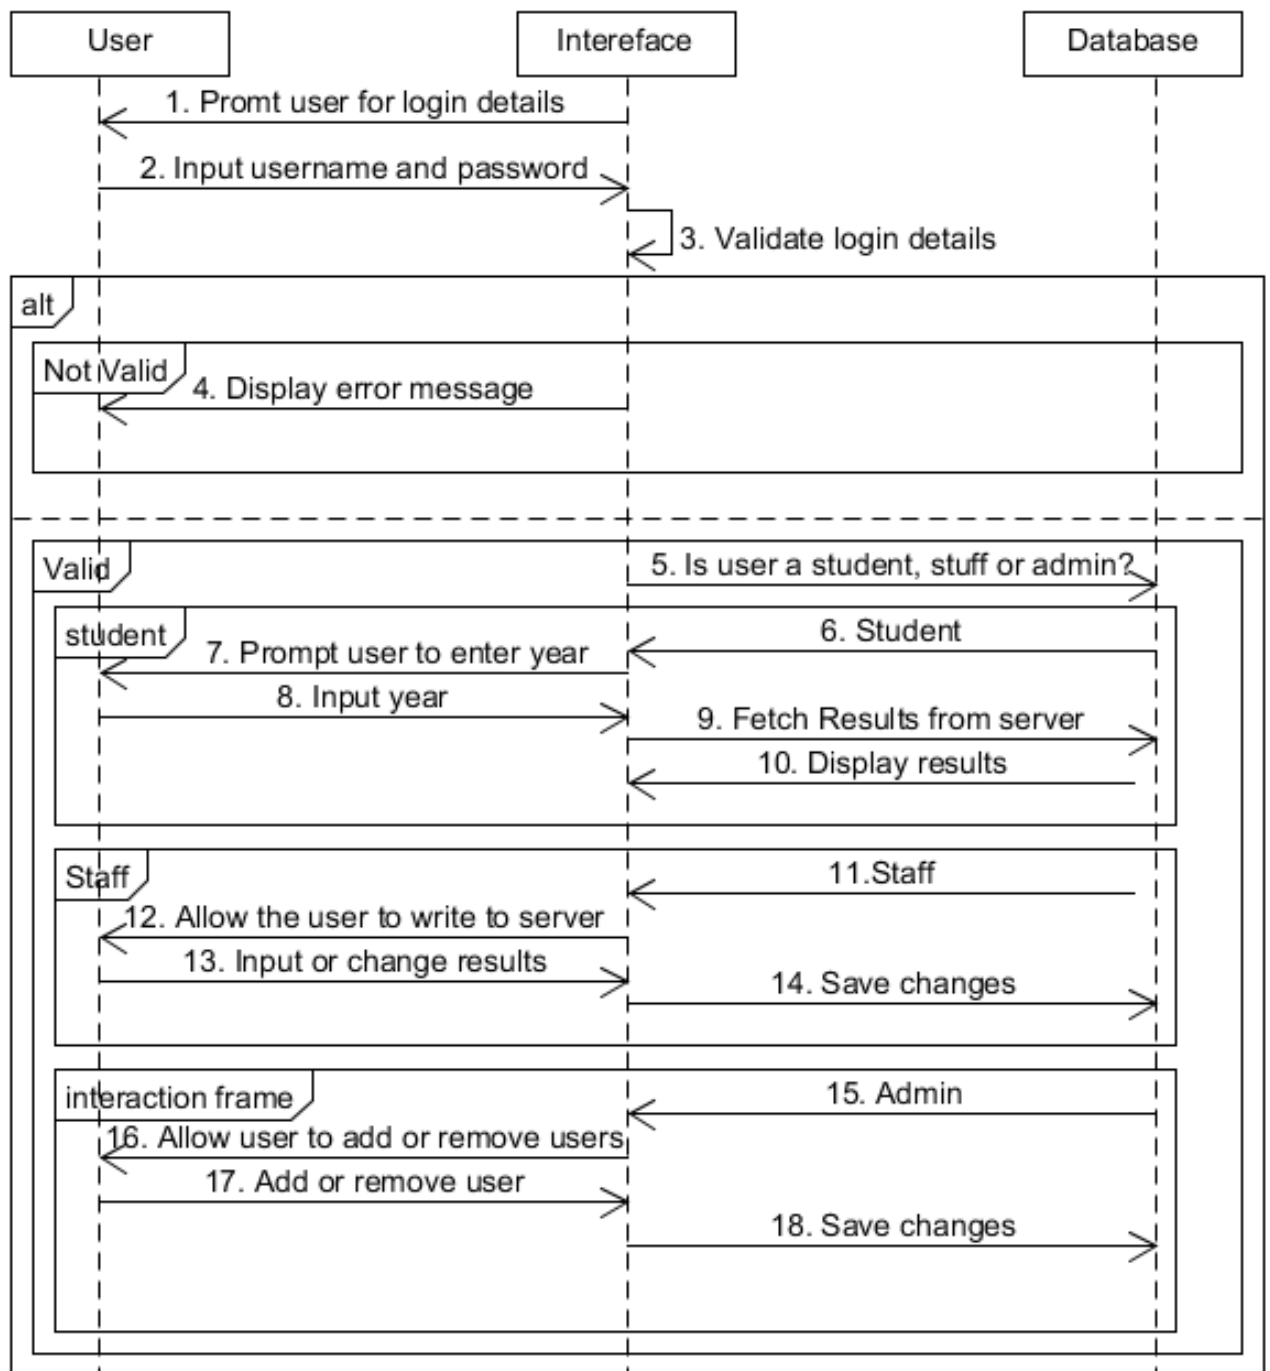 User
Intereface
Database
1. Promt user for login details
2. Input username and password
3. Validate login details
alt
Not Valid
4. Display error message
Valid
5. Is user a student, stuff or admin?
student
6. Student
7. Prompt user to enter year
8. Input year
9. Fetch Results from server
10. Display results
Staff
11.Staff
12. Allow the user to write to server
13. Input or change results
14. Save changes
interaction frame
15. Admin
16. Allow user to add or remove users
17. Add or remove user
18. Save changes